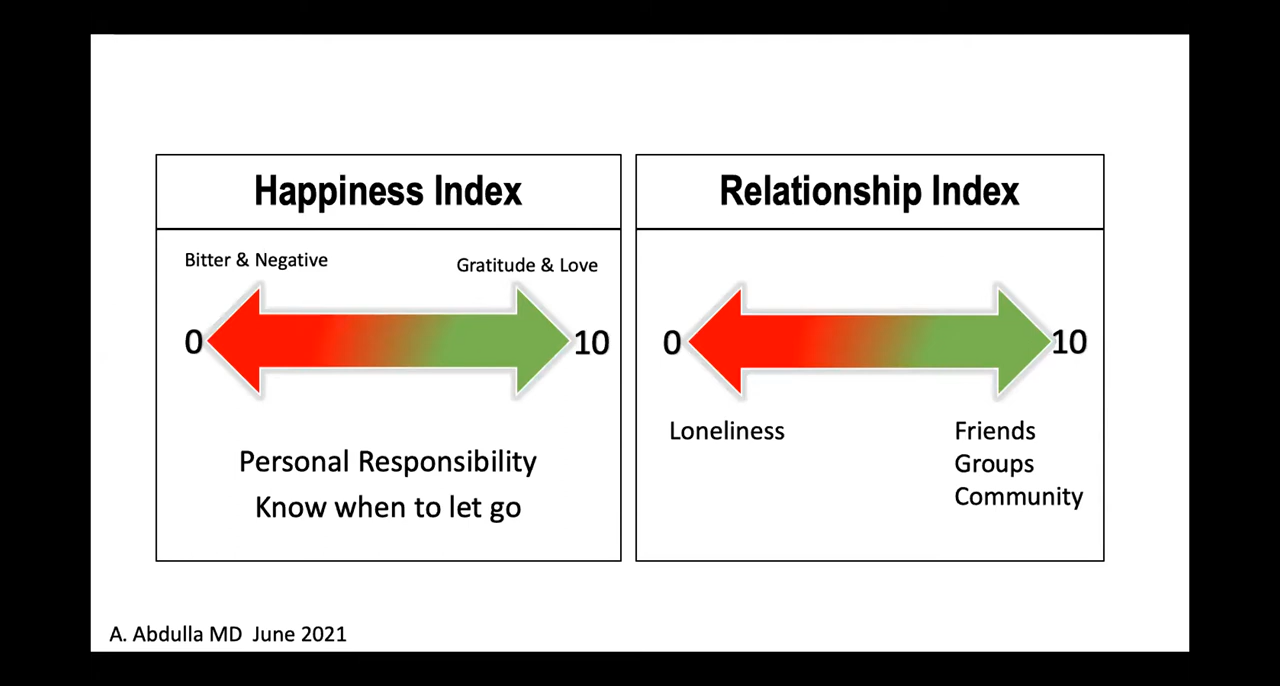 Happiness Index
Bitter & Negative
Gratitude & Love
0
10
Personal Responsibility
Know when to let go
Relationship Index
0
10
Loneliness
Friends
Groups
Community
A. Abdulla MD  June 2021